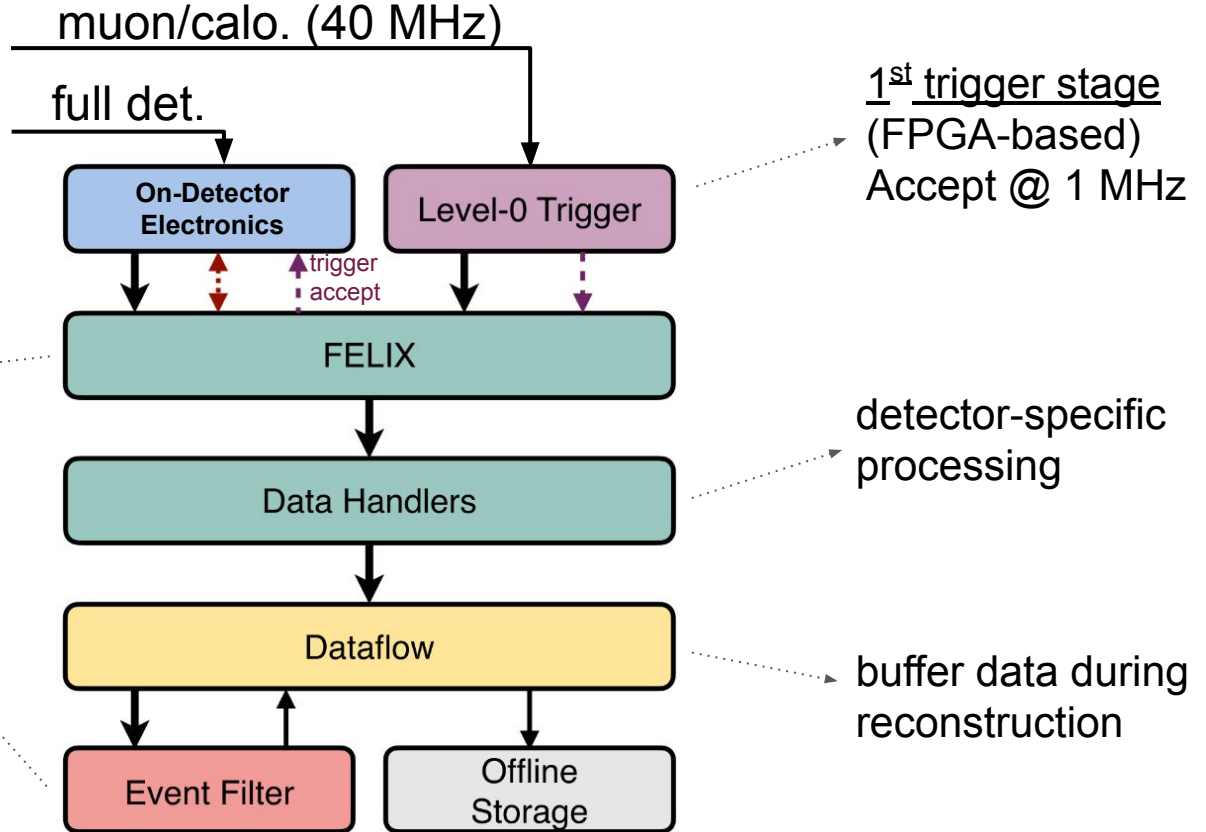 muon/calo. (40 MHz)
full det.
1st trigger stage
(FPGA-based)
Accept @ 1 MHz
On-Detector
Electronics
Level-0 Trigger
trigger
accept
FELIX
detector-specific
processing
Data Handlers
Dataflow
buffer data during
reconstruction
Event Filter
Offline
Storage